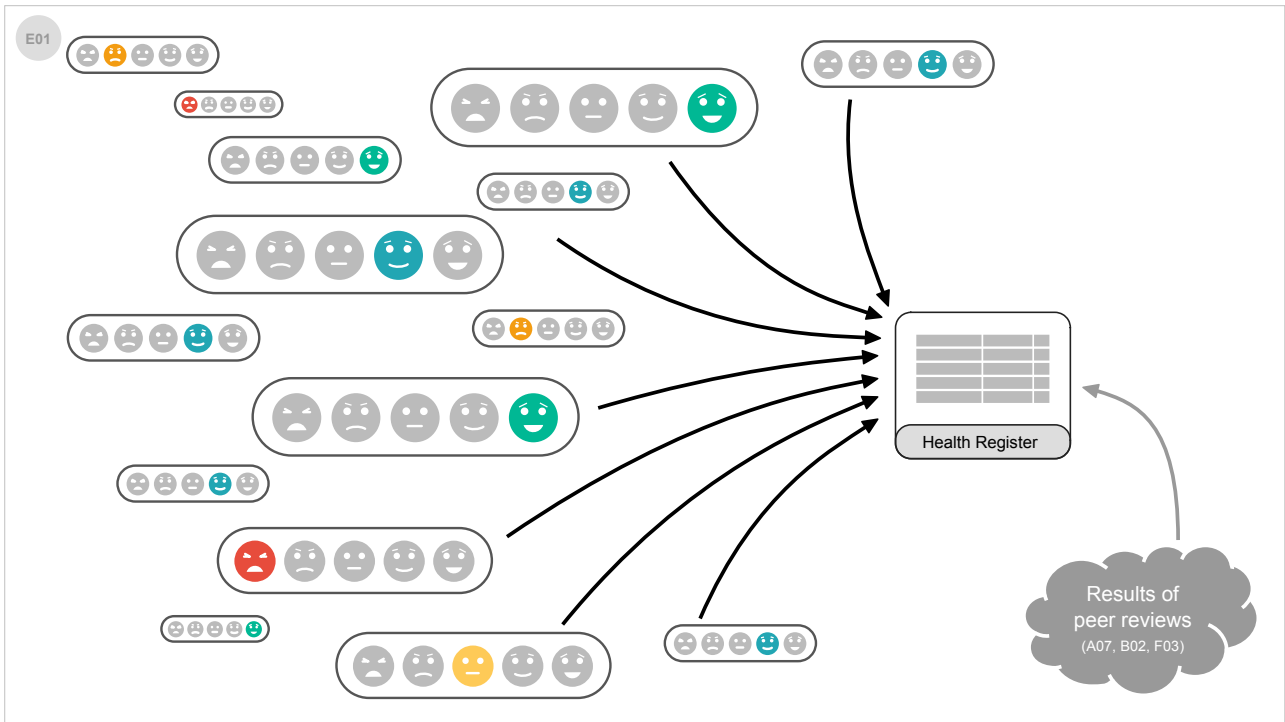 E01
Health Register
Results of
peer reviews
(A07, B02, F03)